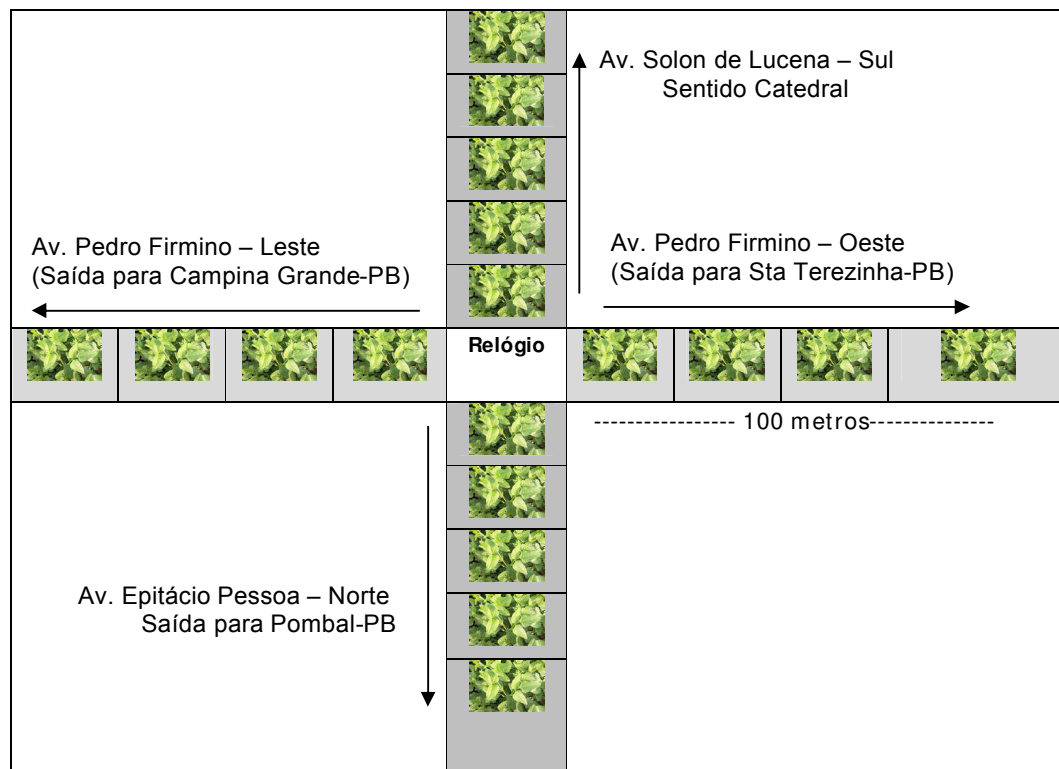 Av. Solon de Lucena – Sul
Sentido Catedral
Av. Pedro Firmino – Leste
(Saída para Campina Grande-PB)
Av. Pedro Firmino – Oeste
(Saída para Sta Terezinha-PB)
Relógio
----------------- 100 metros---------------
Av. Epitácio Pessoa – Norte
Saída para Pombal-PB